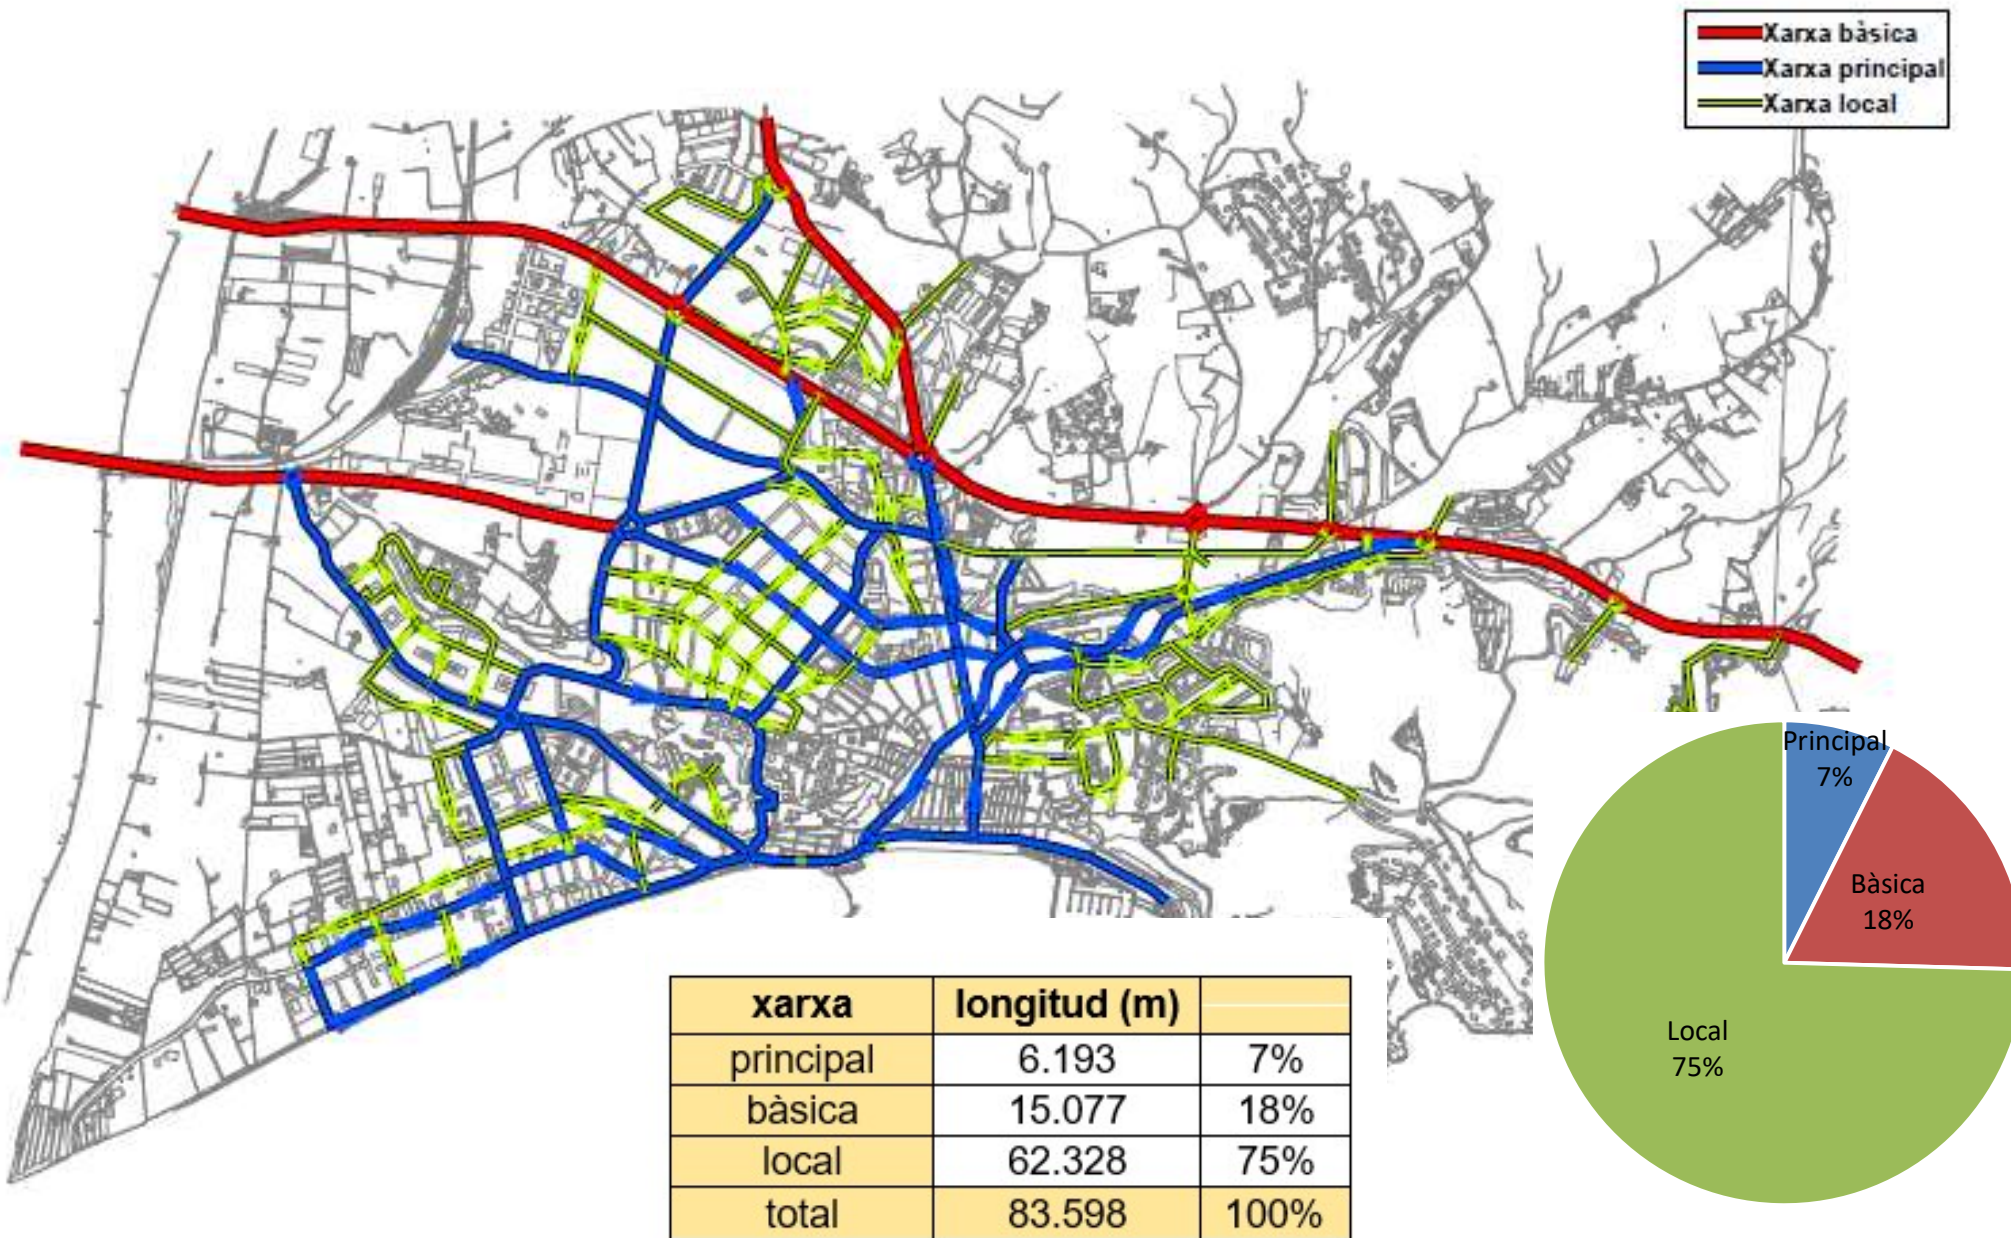 Xarxa bàsica
Xarxa principal
Xarxa local
Principal
7%
Bàsica
18%
Local
75%
xarxa longitud (m)
principal 6.193 7%
bàsica 15.077 18%
local 62.328 75%
total 83.598 100%